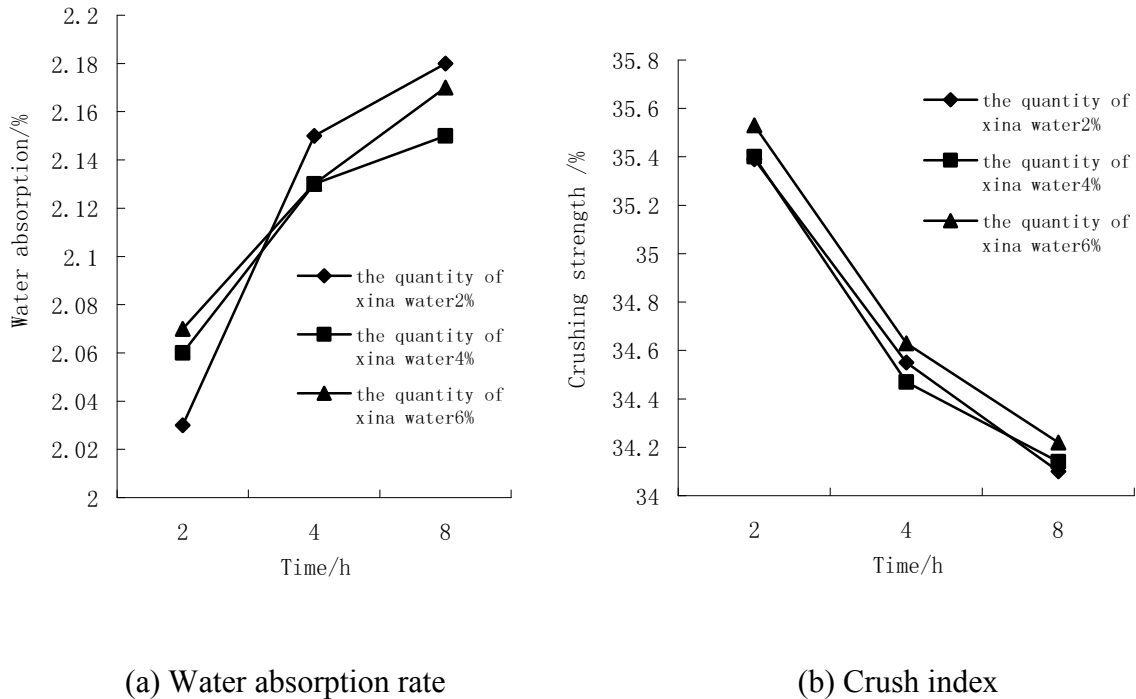 2.2
2.18
2.16
2.14
2.12
2.1
2.08
2.06
2.04
2.02
2
Water absorption/%
2
4
8
Time/h
the quantity of
xina water2%
the quantity of
xina water4%
the quantity of
xina water6%
(a) Water absorption rate
35.8
35.6
35.4
35.2
35
34.8
34.6
34.4
34.2
34
Crushing strength /%
2
4
8
Time/h
the quantity of
xina water2%
the quantity of
xina water4%
the quantity of
xina water6%
(b) Crush index